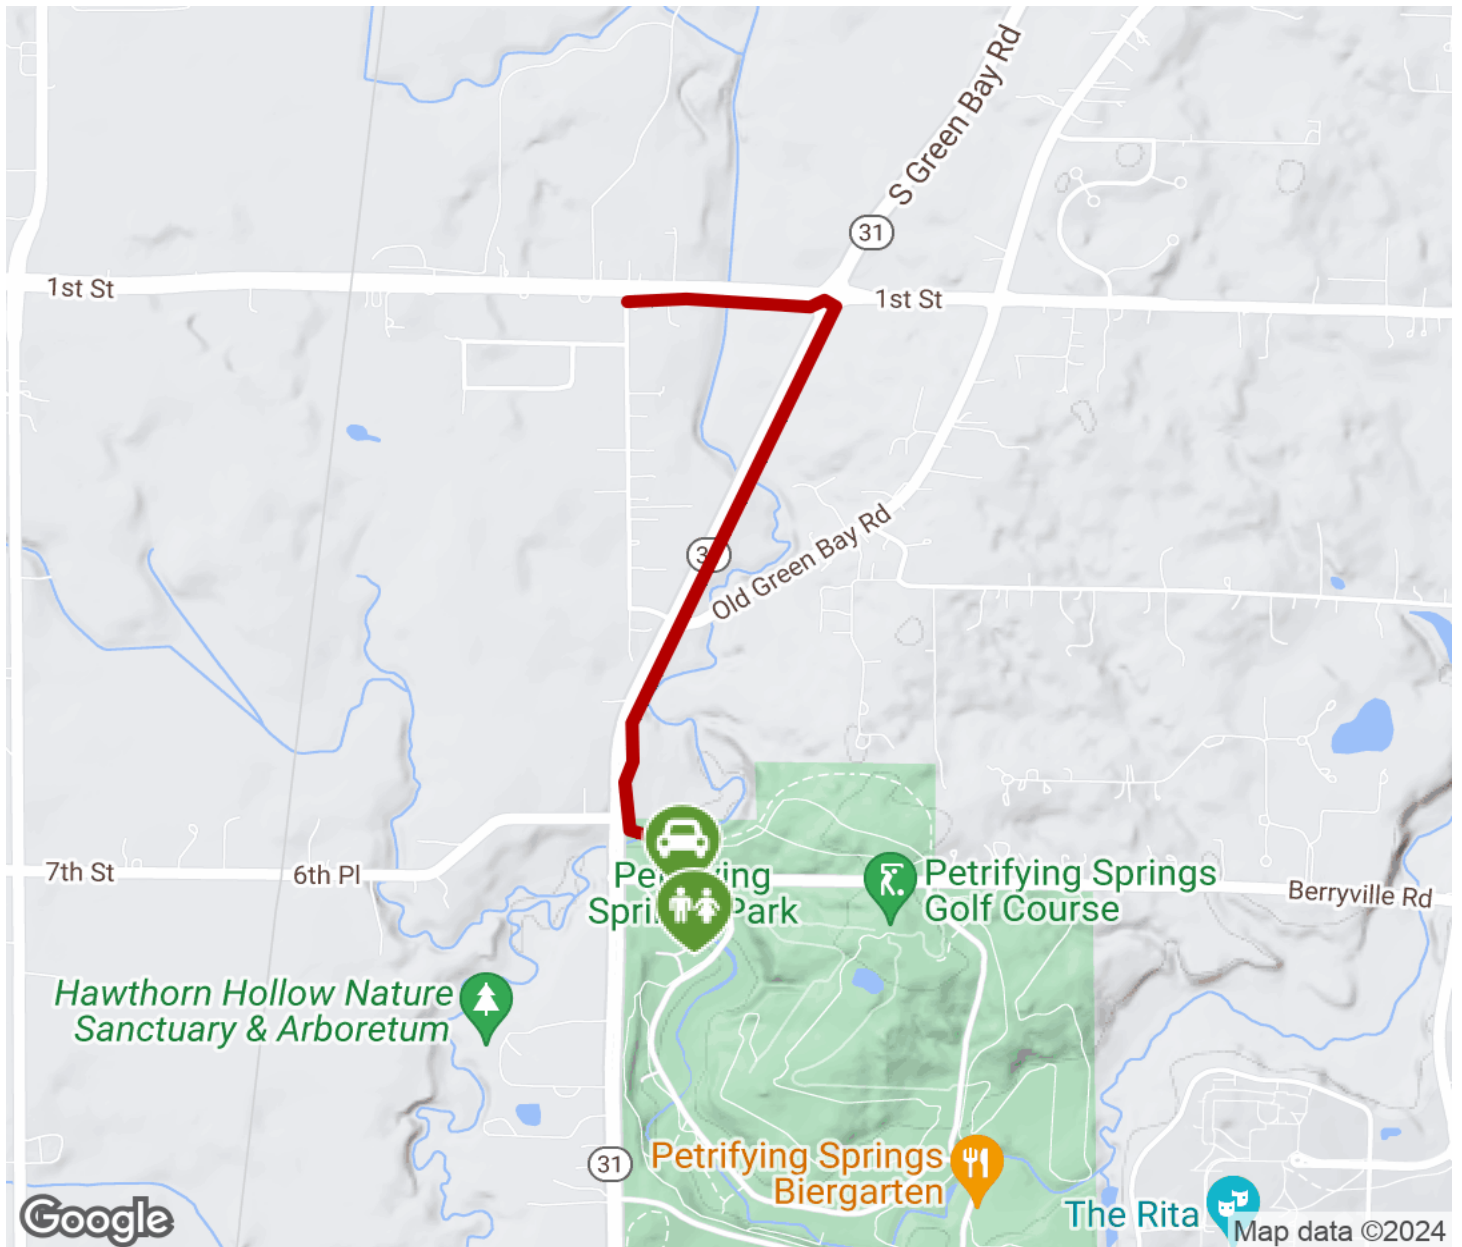 S Green Bay Rd
31
1st St
1st St
Old Green Bay Rd
7th St
6th Pl
Petrifying Springs
Golf Course
Berryville Rd
Park
Hawthorn Hollow Nature
Sanctuary & Arboretum
31
Petrifying Springs
Biergarten
The Rita
Google
Map data ©2024